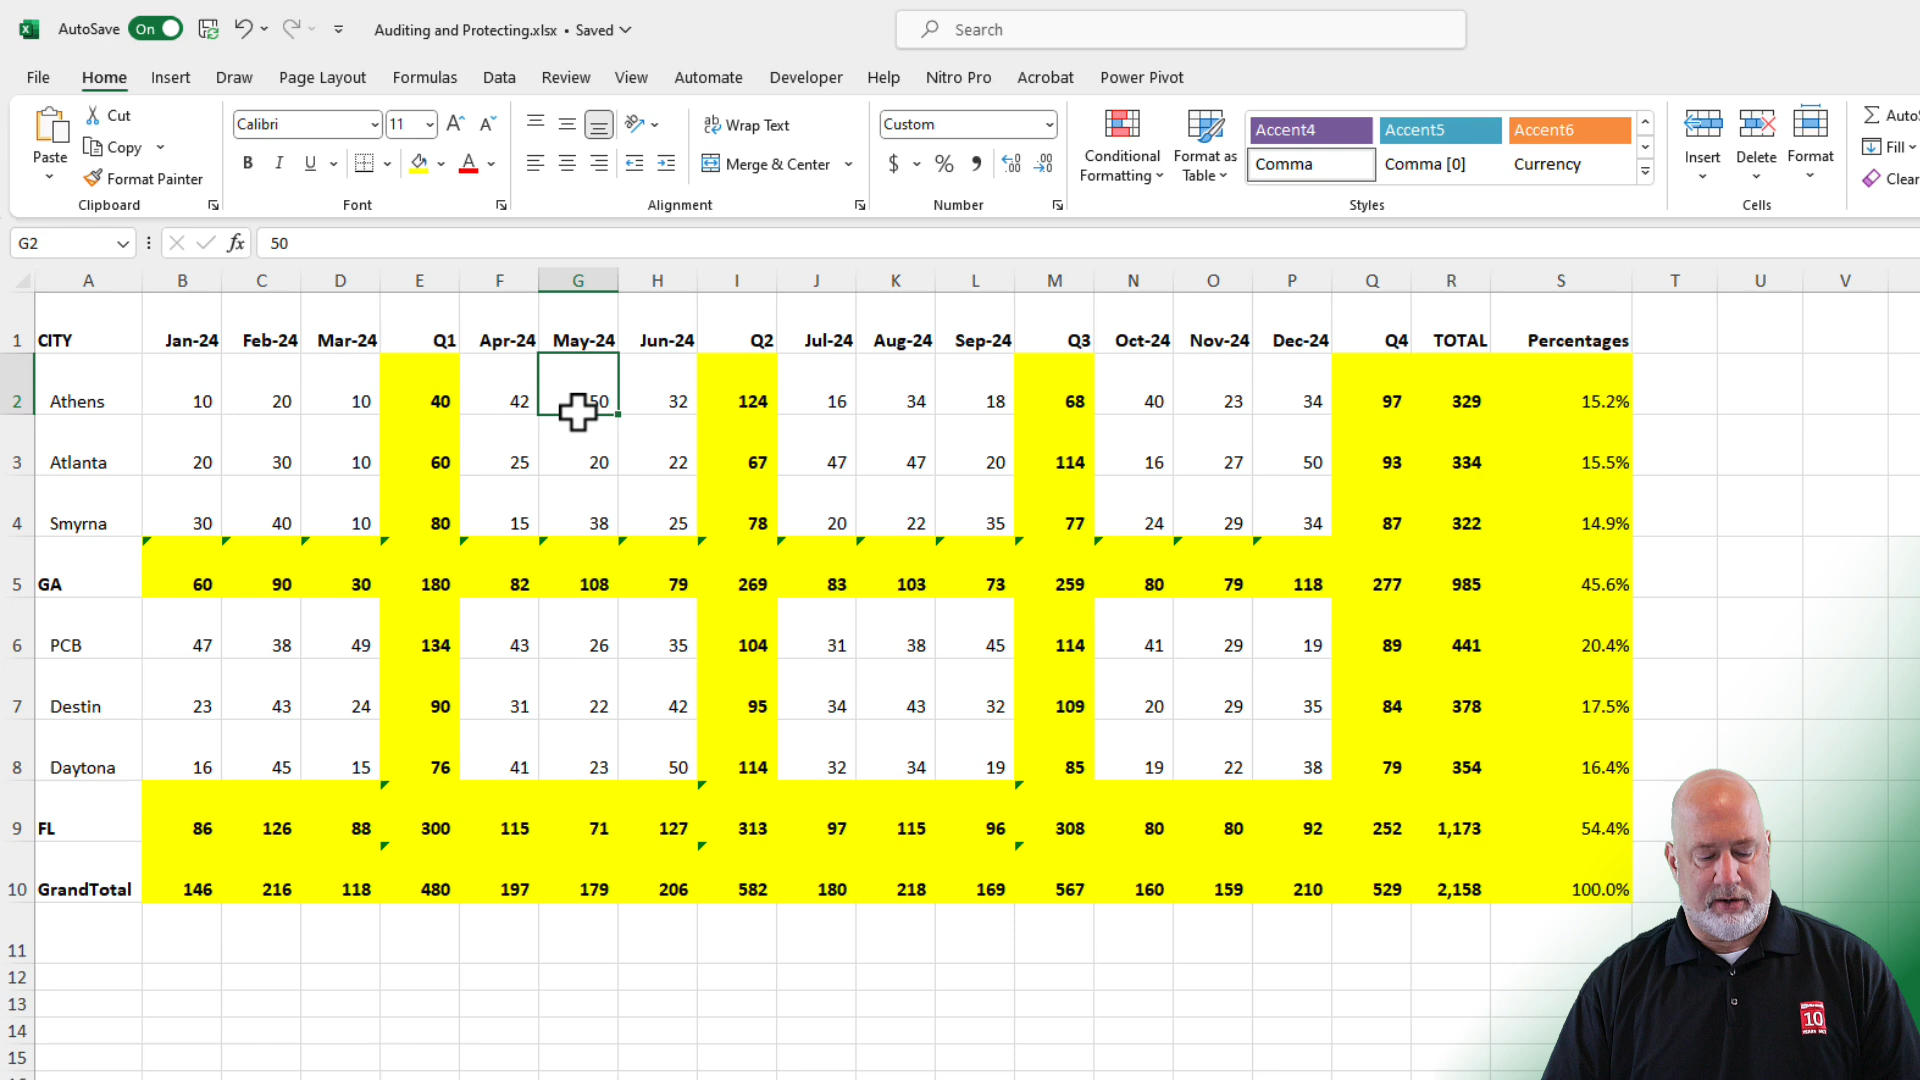 AutoSave On Auditing and Protecting.xlsx • Saved Search
File Home Insert Draw Page Layout Formulas Data Review View Automate Developer Help Nitro Pro Acrobat Power Pivot
Paste Cut Copy Format Painter Clipboard
Calibri 11 B I U A Font
Wrap Text Merge & Center Alignment
Custom $ % Number
Conditional Formatting Format as Table
Accent4 Accent5 Accent6
Comma Comma [0] Currency
Styles
Insert Delete Format Cells
Auto
Fill
Clear
G2 fx 50
A B C D E F G H I J K L M N O P Q R S T U V
1 CITY Jan-24 Feb-24 Mar-24 Q1 Apr-24 May-24 Jun-24 Q2 Jul-24 Aug-24 Sep-24 Q3 Oct-24 Nov-24 Dec-24 Q4 TOTAL Percentages
2 Athens 10 20 10 40 42 50 32 124 16 34 18 68 40 23 34 97 329 15.2%
3 Atlanta 20 30 10 60 25 20 22 67 47 47 20 114 16 27 50 93 334 15.5%
4 Smyrna 30 40 10 80 15 38 25 78 20 22 35 77 24 29 34 87 322 14.9%
5 GA 60 90 30 180 82 108 79 269 83 103 73 259 80 79 118 277 985 45.6%
6 PCB 47 38 49 134 43 26 35 104 31 38 45 114 41 29 19 89 441 20.4%
7 Destin 23 43 24 90 31 22 42 95 34 43 32 109 20 29 35 84 378 17.5%
8 Daytona 16 45 15 76 41 23 50 114 32 34 19 85 19 22 38 79 354 16.4%
9 FL 86 126 88 300 115 71 127 313 97 115 96 308 80 80 92 252 1,173 54.4%
10 GrandTotal 146 216 118 480 197 179 206 582 180 218 169 567 160 159 210 529 2,158 100.0%
11
12
13
14
15
10